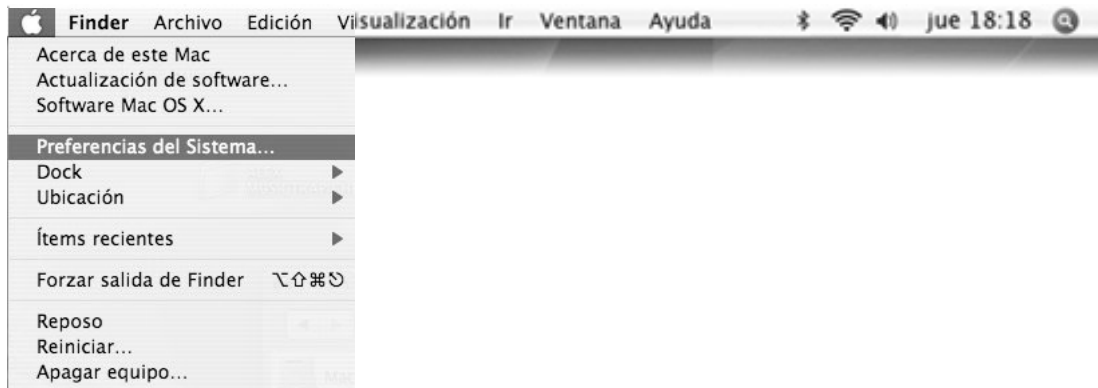 Finder Archivo Edición Visualización Ir Ventana Ayuda jue 18:18
Acerca de este Mac
Actualización de software...
Software Mac OS X...
Preferencias del Sistema...
Dock
Ubicación
Ítems recientes
Forzar salida de Finder ⌥⇧⌘⎋
Reposo
Reiniciar...
Apagar equipo...